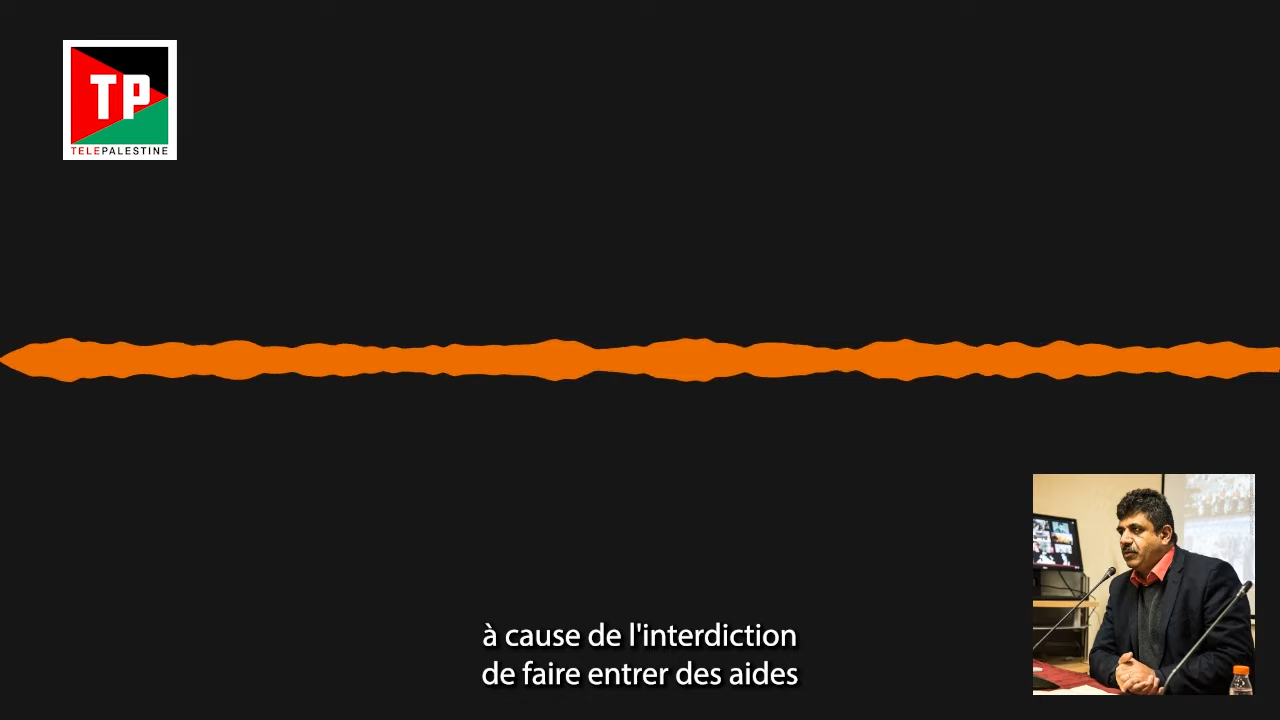 TP
TELEPALESTINE
à cause de l'interdiction
de faire entrer des aides